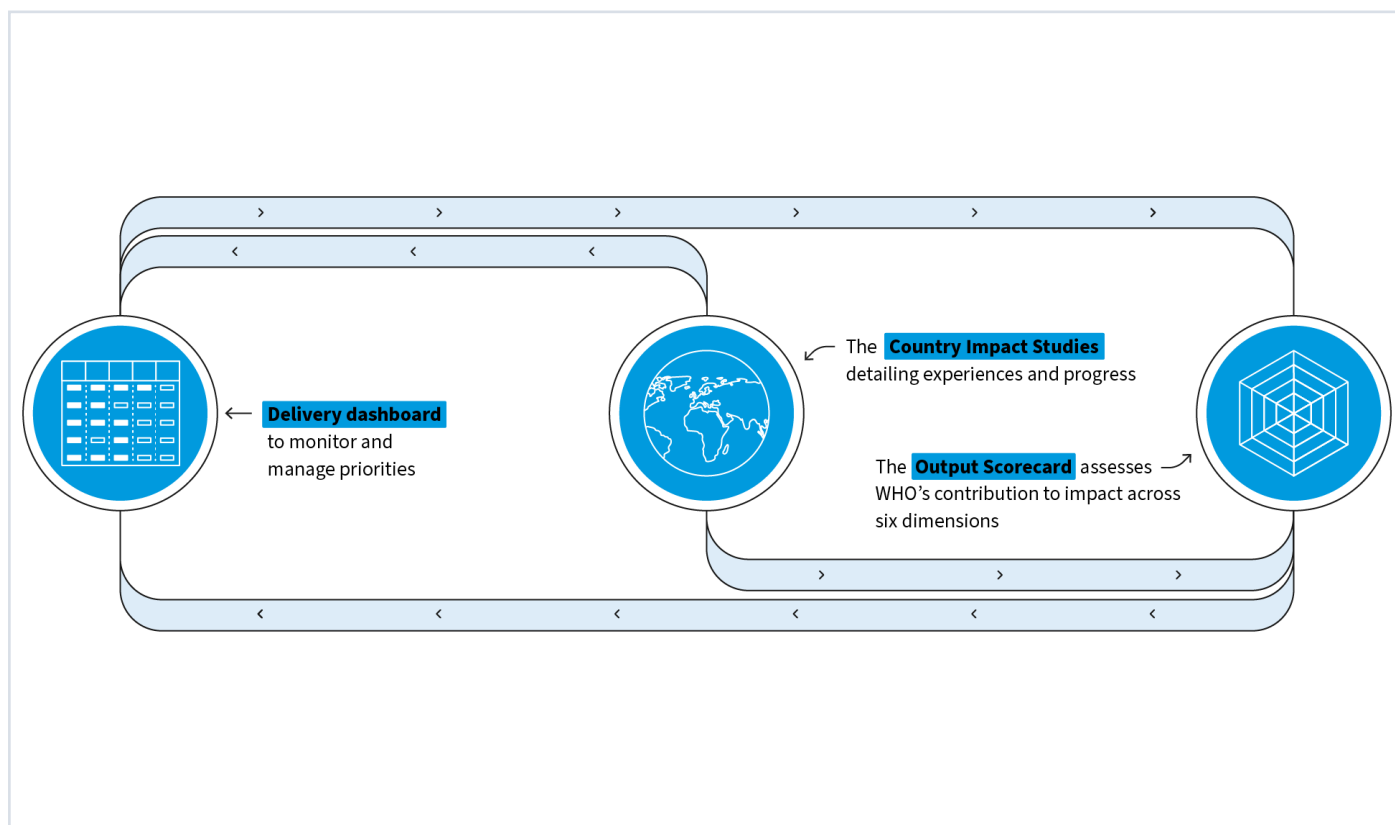 Delivery dashboard
to monitor and
manage priorities
The Country Impact Studies
detailing experiences and progress
The Output Scorecard assesses
WHO’s contribution to impact across
six dimensions